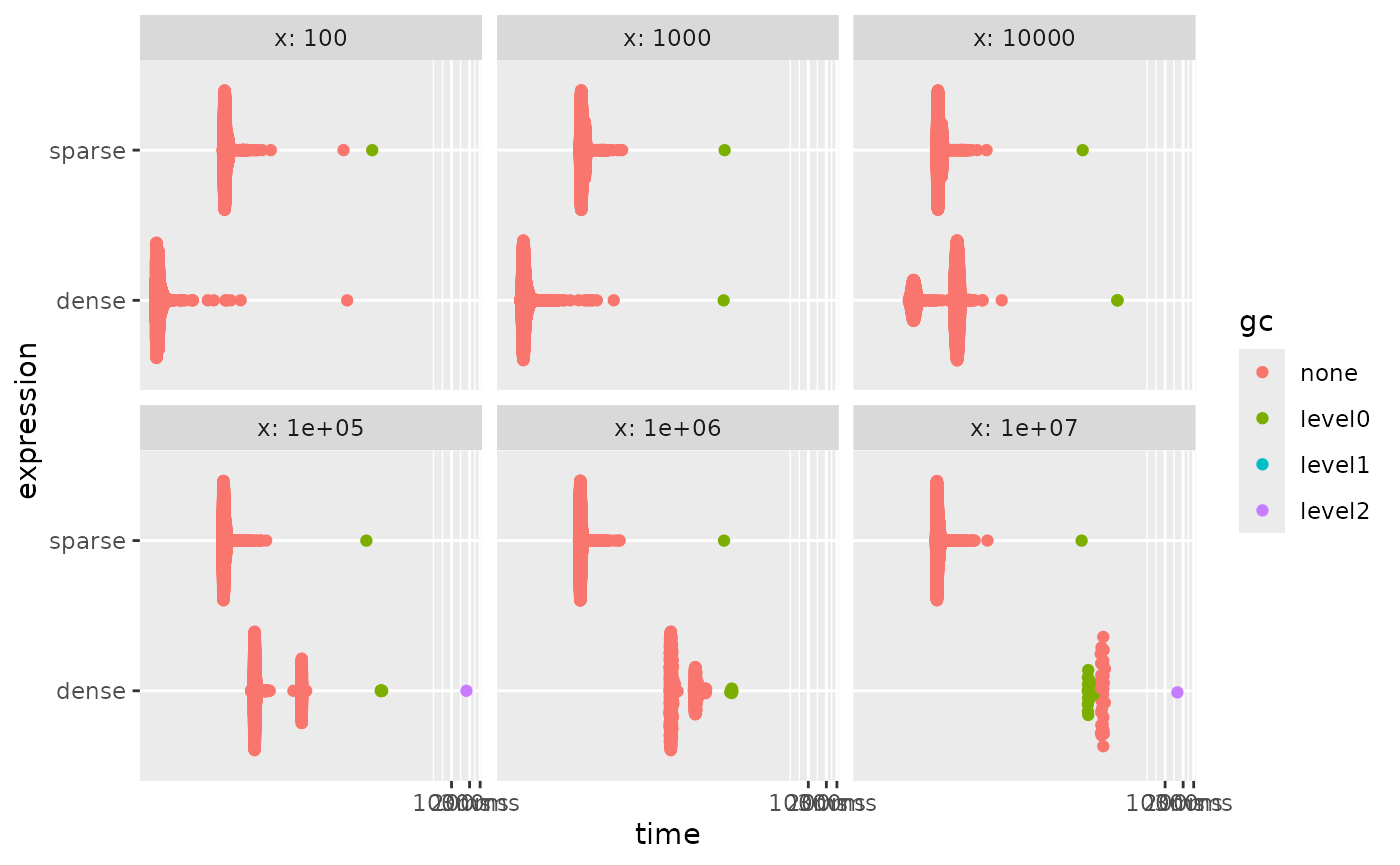 x: 100
x: 1000
x: 10000
sparse
dense
gc
none
level0
level1
level2
expression
x: 1e+05
x: 1e+06
x: 1e+07
sparse
dense
time